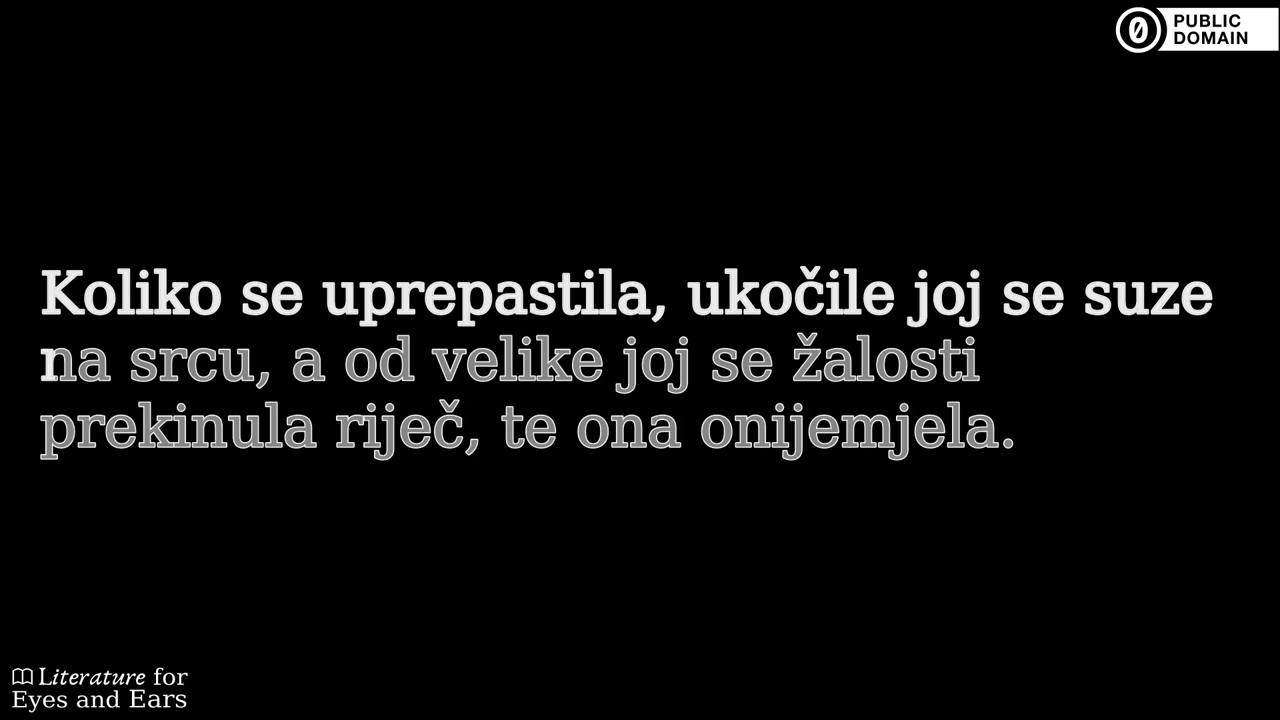 PUBLIC
DOMAIN
Koliko se uprepastila, ukočile joj se suze
na srcu, a od velike joj se žalosti
prekinula riječ, te ona onijemjela.
Literature for
Eyes and Ears